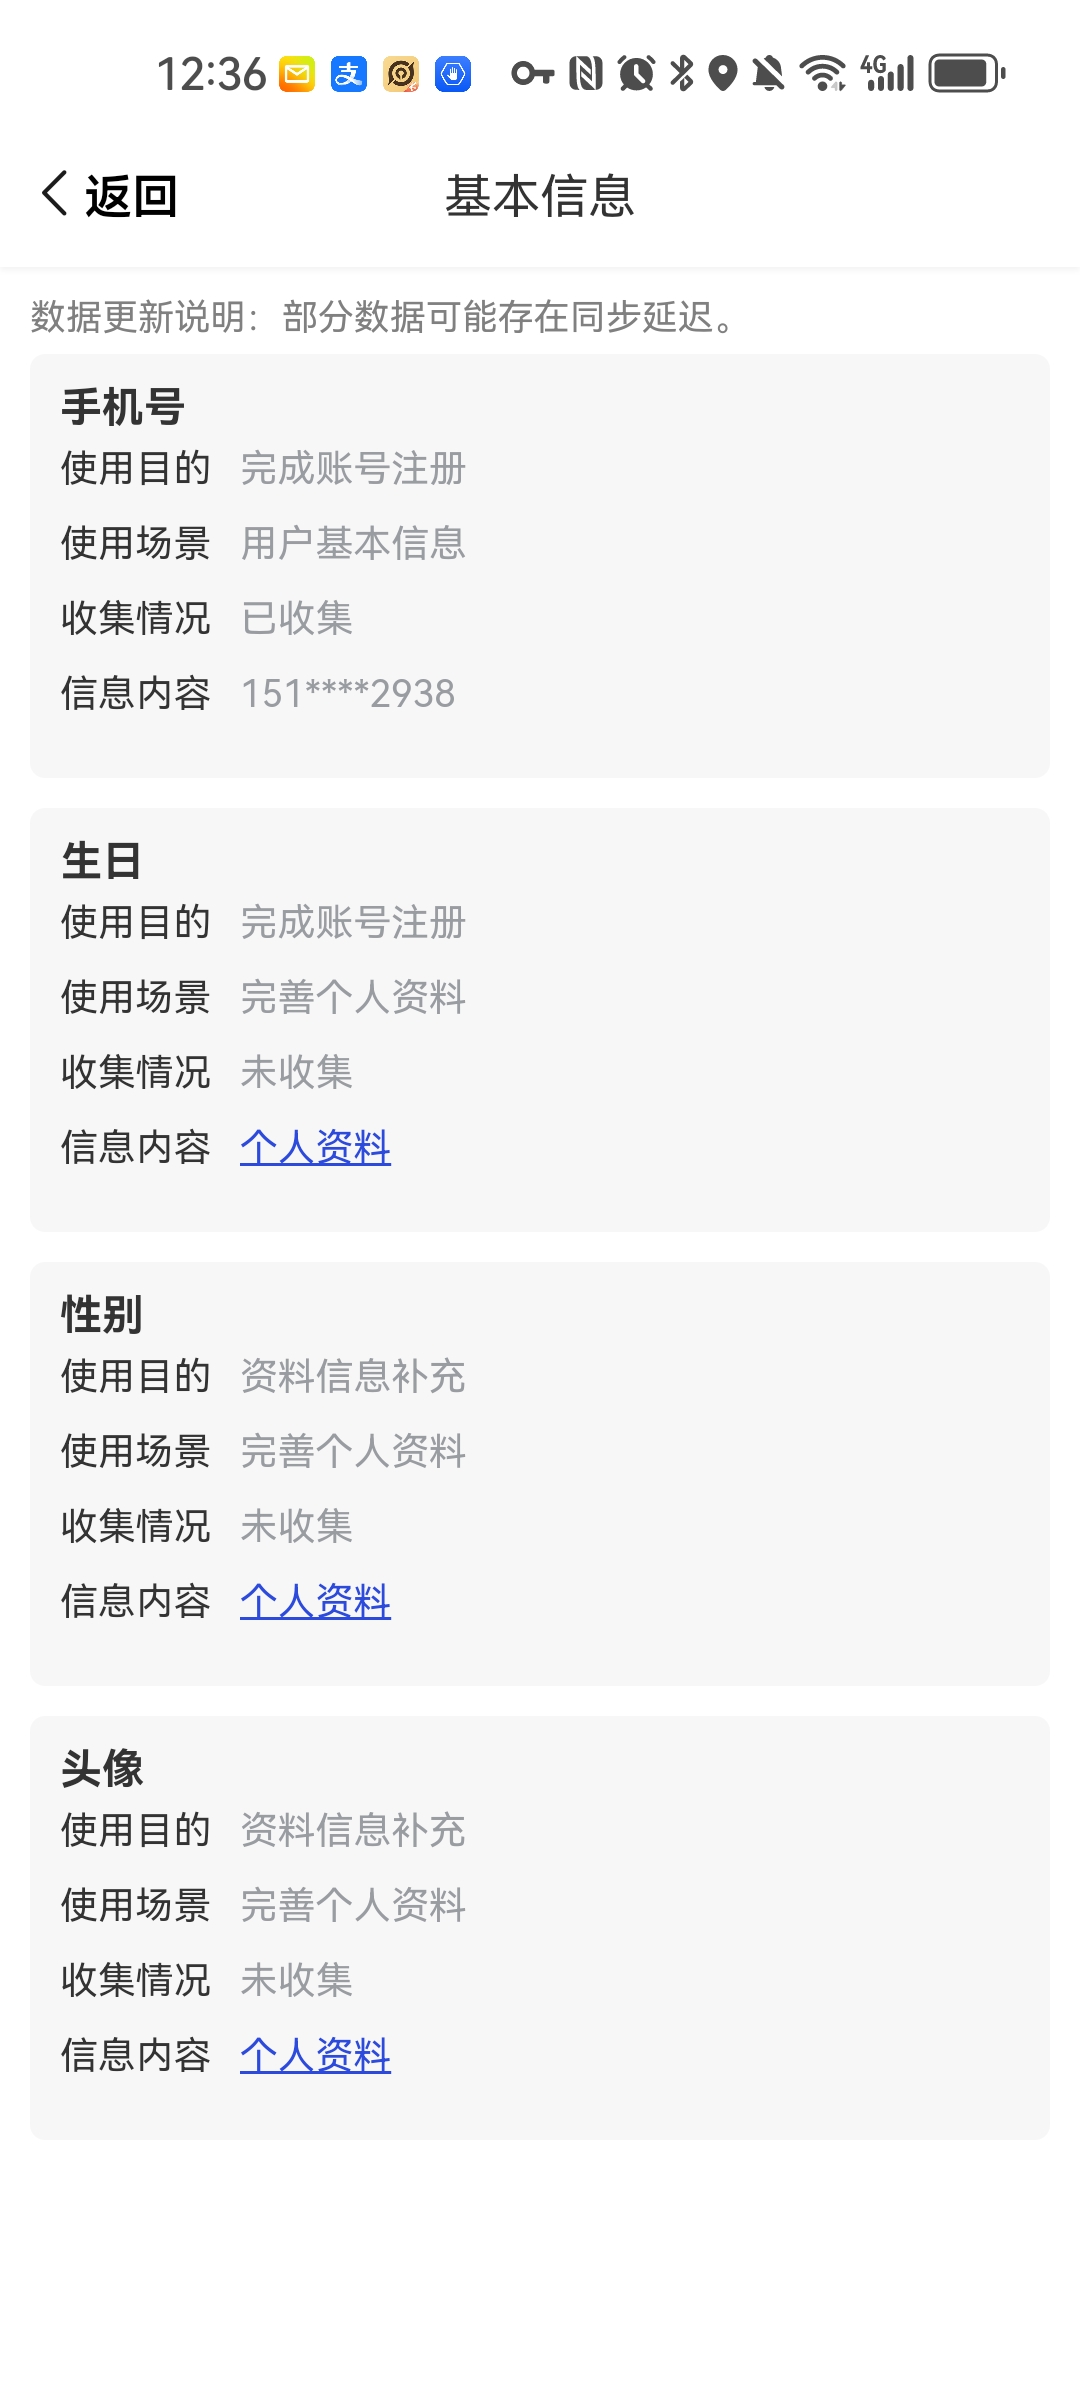 12:36 支 4G
返回 基本信息
数据更新说明：部分数据可能存在同步延迟。
手机号
使用目的 完成账号注册
使用场景 用户基本信息
收集情况 已收集
信息内容 151****2938
生日
使用目的 完成账号注册
使用场景 完善个人资料
收集情况 未收集
信息内容 个人资料
性别
使用目的 资料信息补充
使用场景 完善个人资料
收集情况 未收集
信息内容 个人资料
头像
使用目的 资料信息补充
使用场景 完善个人资料
收集情况 未收集
信息内容 个人资料